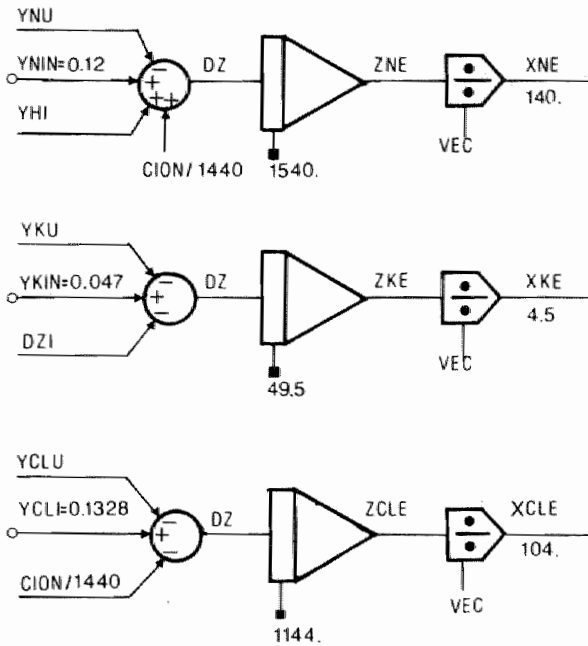 YNU
YNIN=0.12
YHI
CION/1440
DZ
1540.
ZNE
VEC
XNE
140.
YKU
YKIN=0.047
DZI
DZ
49.5
ZKE
VEC
XKE
4.5
YCLU
YCLI=0.1328
CION/1440
DZ
1144.
ZCLE
VEC
XCLE
104.